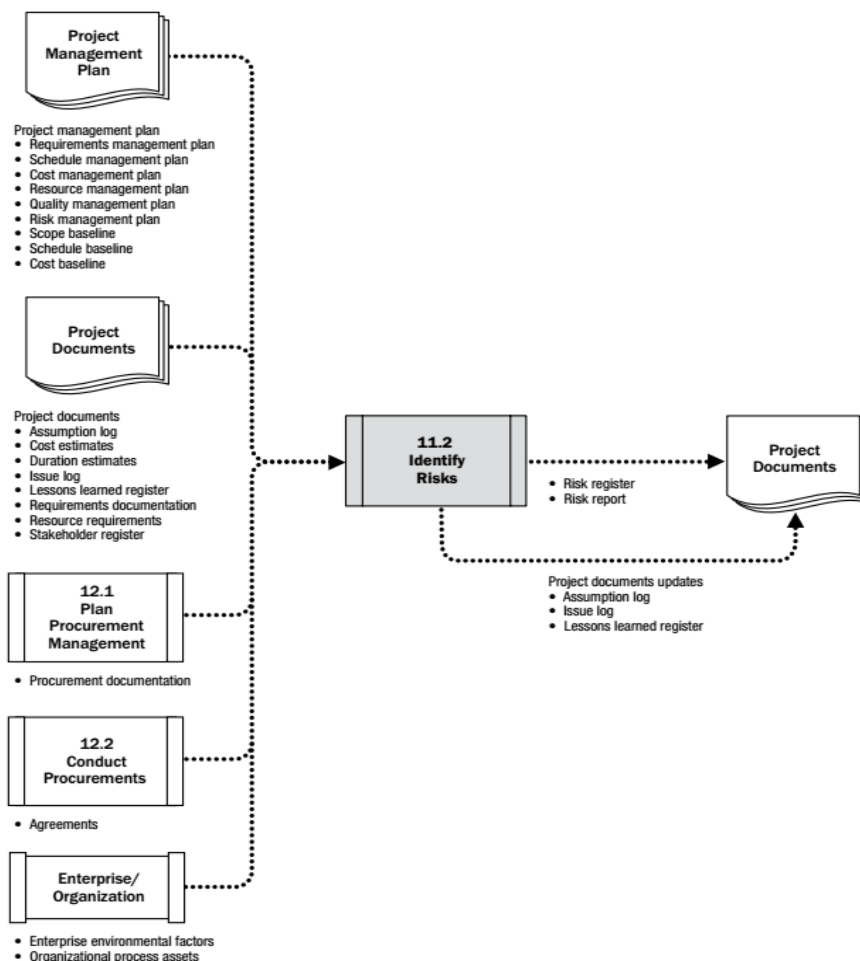 Project
Management
Plan
Project management plan
• Requirements management plan
• Schedule management plan
• Cost management plan
• Resource management plan
• Quality management plan
• Risk management plan
• Scope baseline
• Schedule baseline
• Cost baseline
Project
Documents
Project documents
• Assumption log
• Cost estimates
• Duration estimates
• Issue log
• Lessons learned register
• Requirements documentation
• Resource requirements
• Stakeholder register
12.1
Plan
Procurement
Management
• Procurement documentation
12.2
Conduct
Procurements
• Agreements
Enterprise/
Organization
• Enterprise environmental factors
• Organizational process assets
11.2
Identify
Risks
• Risk register
• Risk report
Project documents updates
• Assumption log
• Issue log
• Lessons learned register
Project
Documents